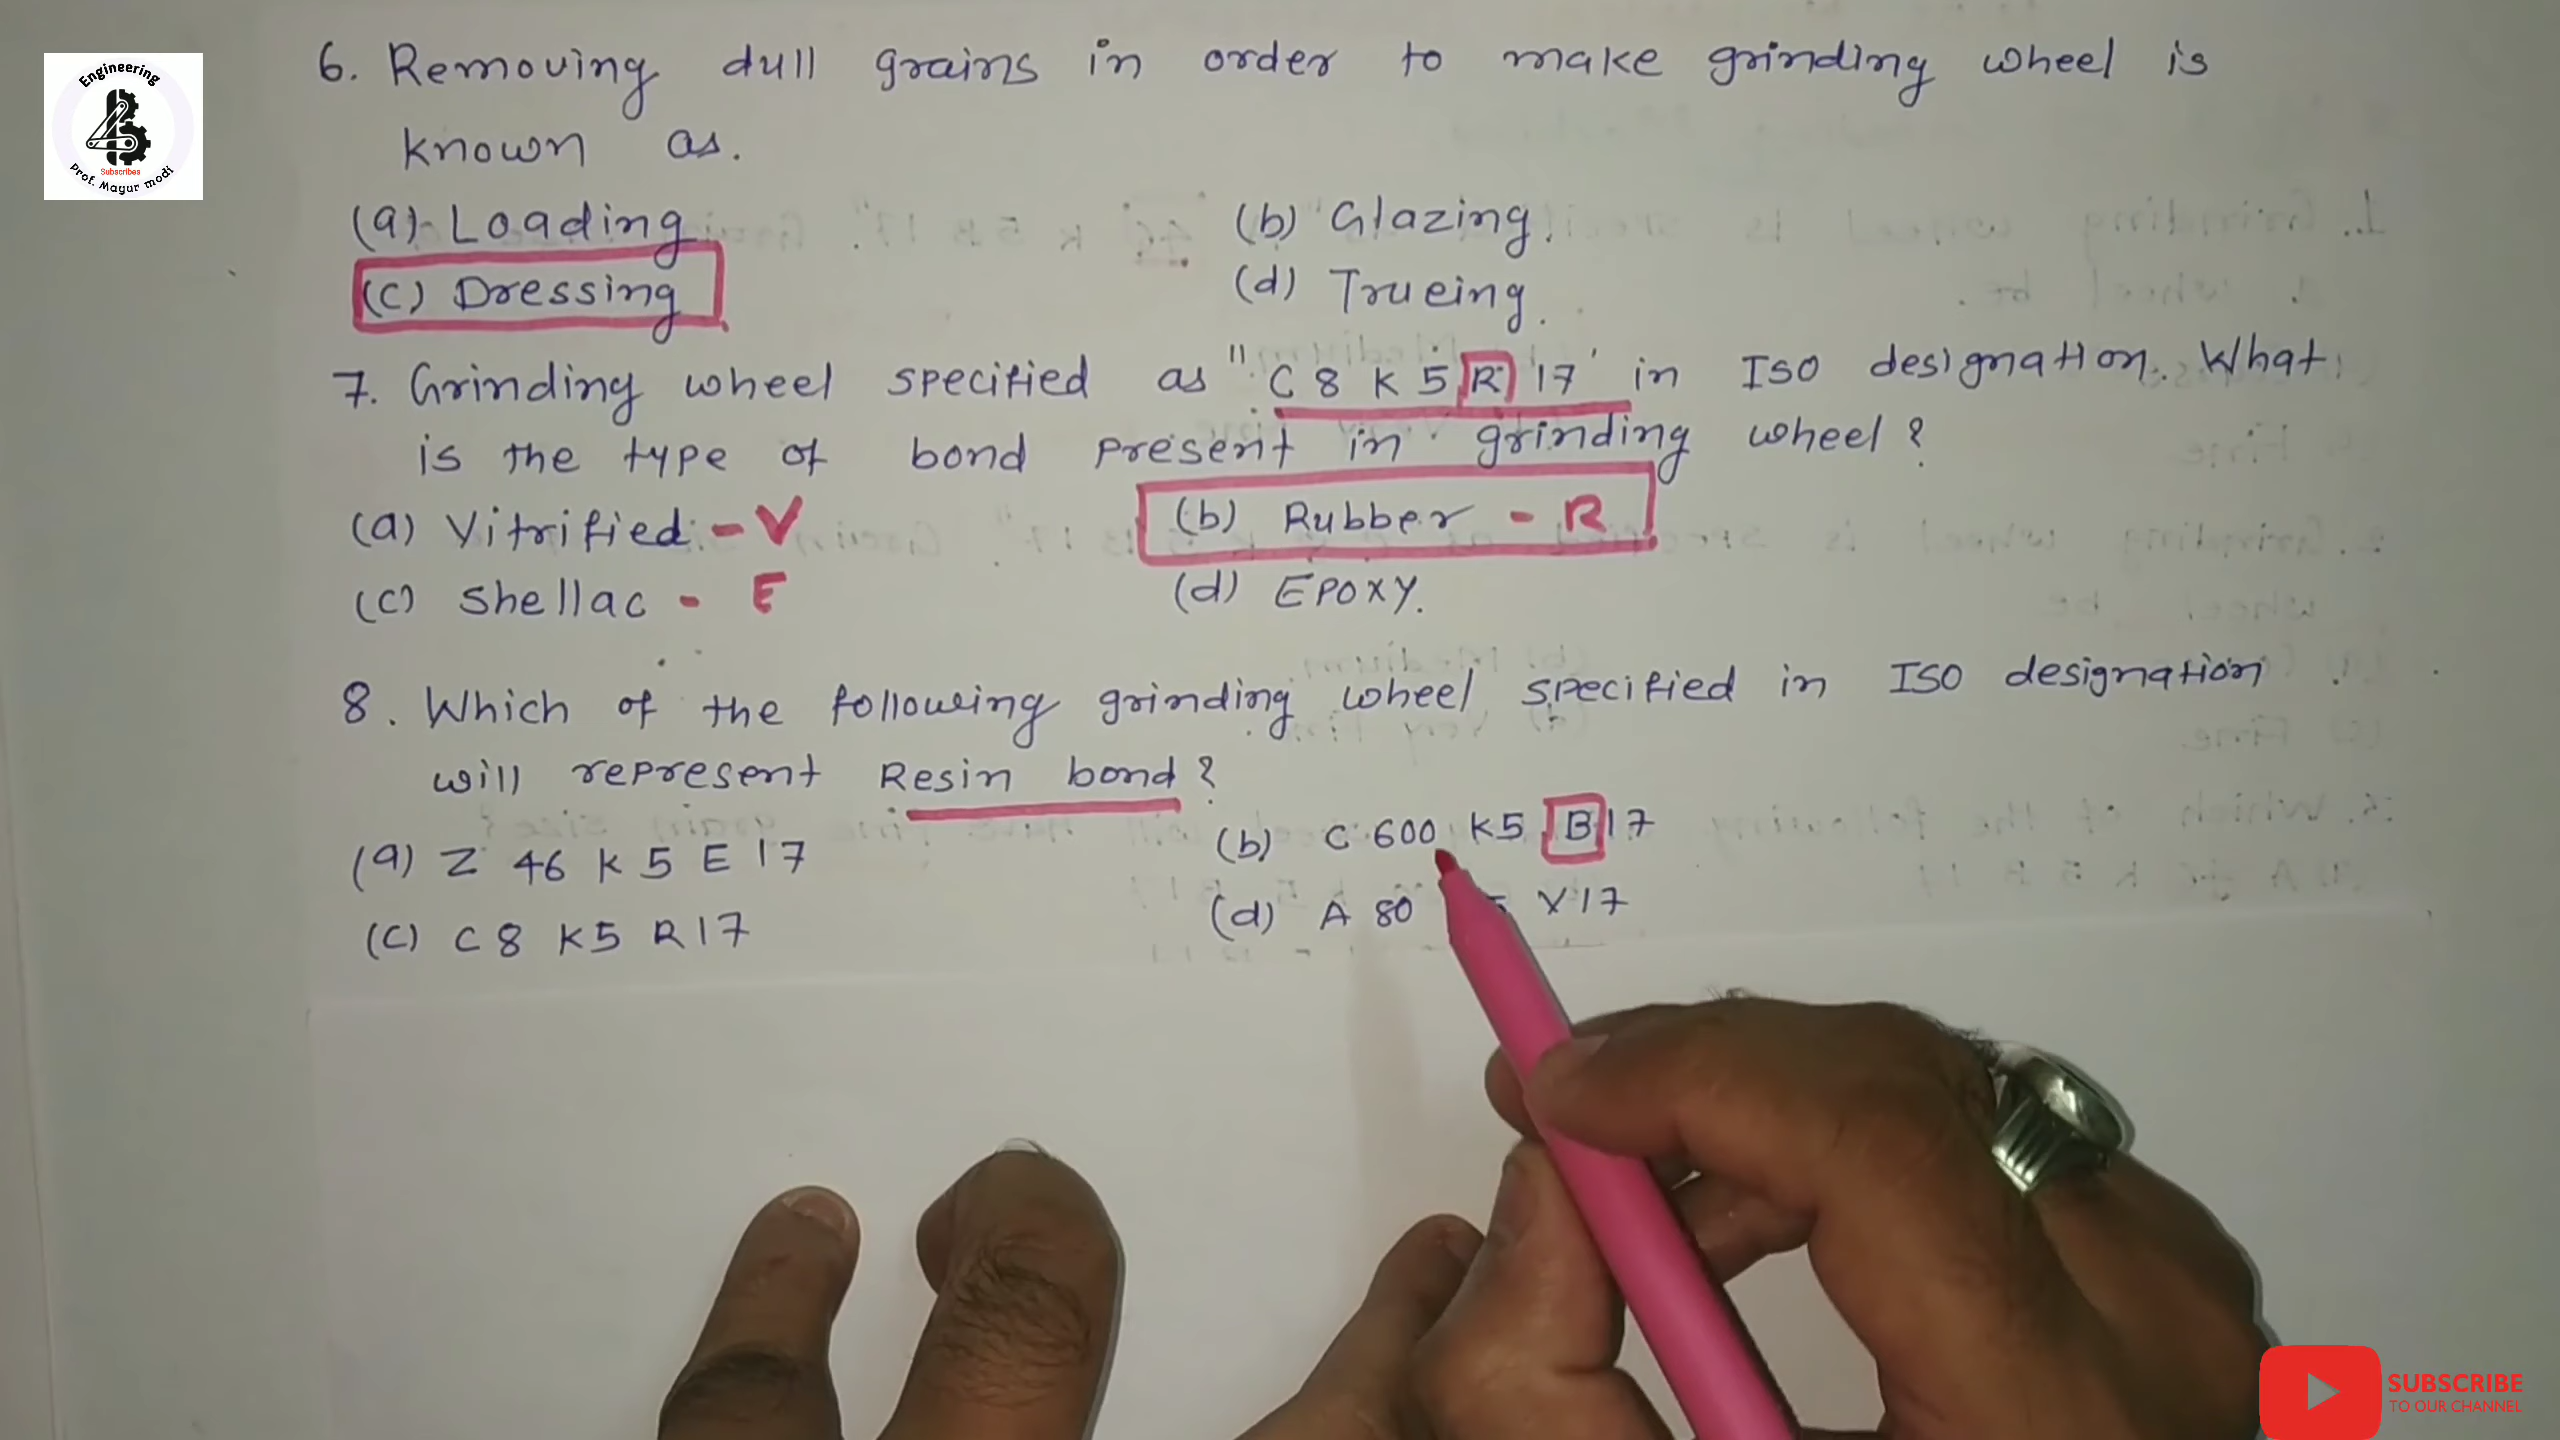 Engineering
Subscribes
Prof. Mayur modi
6. Removing dull grains in order to make grinding wheel is
known as.
(a) Loading (b) Glazing.
(c) Dressing (d) Trueing.
7. Grinding wheel specified as "C 8 K 5 R 17' in ISO designation. What
is the type of bond present in grinding wheel?
(a) Vitrified - V (b) Rubber - R
(c) Shellac - E (d) EPOXY.
8. Which of the following grinding wheel specified in ISO designation
will represent Resin bond?
(a) Z 46 K 5 E 17 (b) C 600 K5 B 17
(c) C 8 K5 R17 (d) A 80 V17
SUBSCRIBE
TO OUR CHANNEL